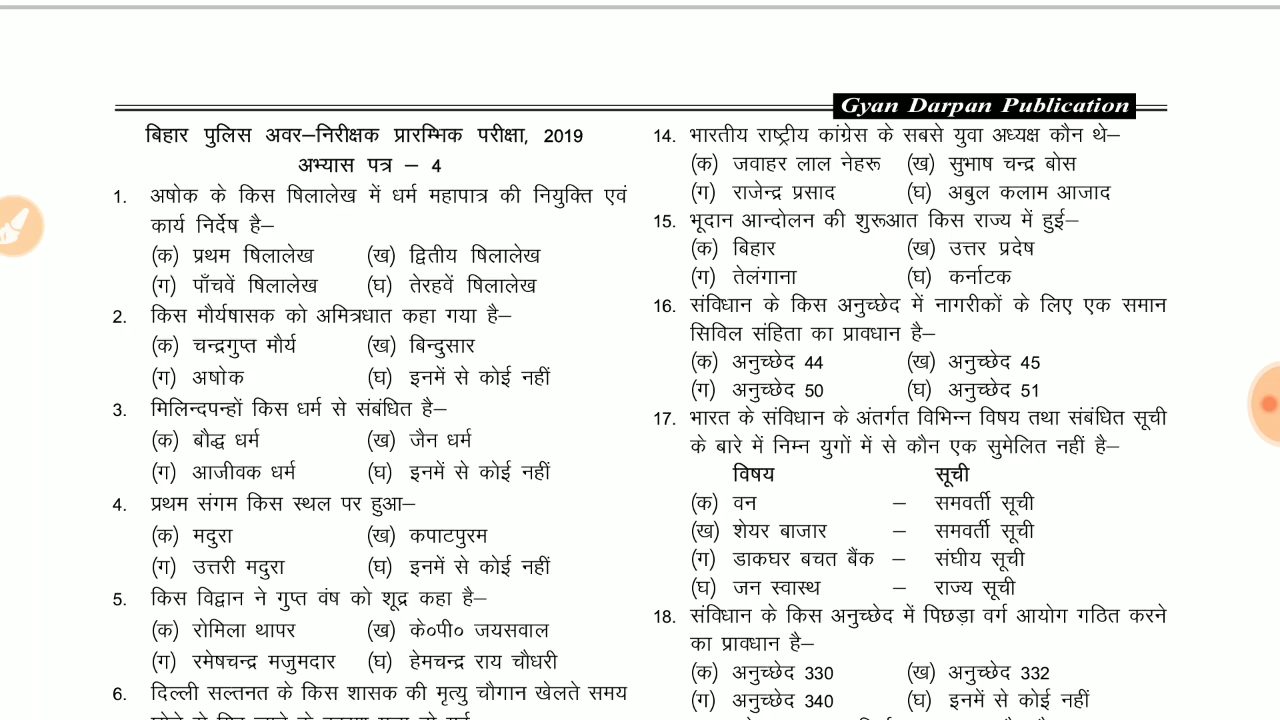 Gyan Darpan Publication
बिहार पुलिस अवर–निरीक्षक प्रारम्भिक परीक्षा, 2019
अभ्यास पत्र – 4
1. अषोक के किस षिलालेख में धर्म महापात्र की नियुक्ति एवं
कार्य निर्देष है–
(क) प्रथम षिलालेख (ख) द्वितीय षिलालेख
(ग) पाँचवें षिलालेख (घ) तेरहवें षिलालेख
2. किस मौर्यषासक को अमित्रधात कहा गया है–
(क) चन्द्रगुप्त मौर्य (ख) बिन्दुसार
(ग) अषोक (घ) इनमें से कोई नहीं
3. मिलिन्दपन्हों किस धर्म से संबंधित है–
(क) बौद्ध धर्म (ख) जैन धर्म
(ग) आजीवक धर्म (घ) इनमें से कोई नहीं
4. प्रथम संगम किस स्थल पर हुआ–
(क) मदुरा (ख) कपाटपुरम
(ग) उत्तरी मदुरा (घ) इनमें से कोई नहीं
5. किस विद्वान ने गुप्त वंष को शूद्र कहा है–
(क) रोमिला थापर (ख) के०पी० जयसवाल
(ग) रमेषचन्द्र मजुमदार (घ) हेमचन्द्र राय चौधरी
6. दिल्ली सल्तनत के किस शासक की मृत्यु चौगान खेलते समय
14. भारतीय राष्ट्रीय कांग्रेस के सबसे युवा अध्यक्ष कौन थे–
(क) जवाहर लाल नेहरू (ख) सुभाष चन्द्र बोस
(ग) राजेन्द्र प्रसाद (घ) अबुल कलाम आजाद
15. भूदान आन्दोलन की शुरूआत किस राज्य में हुई–
(क) बिहार (ख) उत्तर प्रदेष
(ग) तेलंगाना (घ) कर्नाटक
16. संविधान के किस अनुच्छेद में नागरीकों के लिए एक समान
सिविल संहिता का प्रावधान है–
(क) अनुच्छेद 44 (ख) अनुच्छेद 45
(ग) अनुच्छेद 50 (घ) अनुच्छेद 51
17. भारत के संविधान के अंतर्गत विभिन्न विषय तथा संबंधित सूची
के बारे में निम्न युगों में से कौन एक सुमेलित नहीं है–
विषय सूची
(क) वन – समवर्ती सूची
(ख) शेयर बाजार – समवर्ती सूची
(ग) डाकघर बचत बैंक – संघीय सूची
(घ) जन स्वास्थ – राज्य सूची
18. संविधान के किस अनुच्छेद में पिछड़ा वर्ग आयोग गठित करने
का प्रावधान है–
(क) अनुच्छेद 330 (ख) अनुच्छेद 332
(ग) अनुच्छेद 340 (घ) इनमें से कोई नहीं